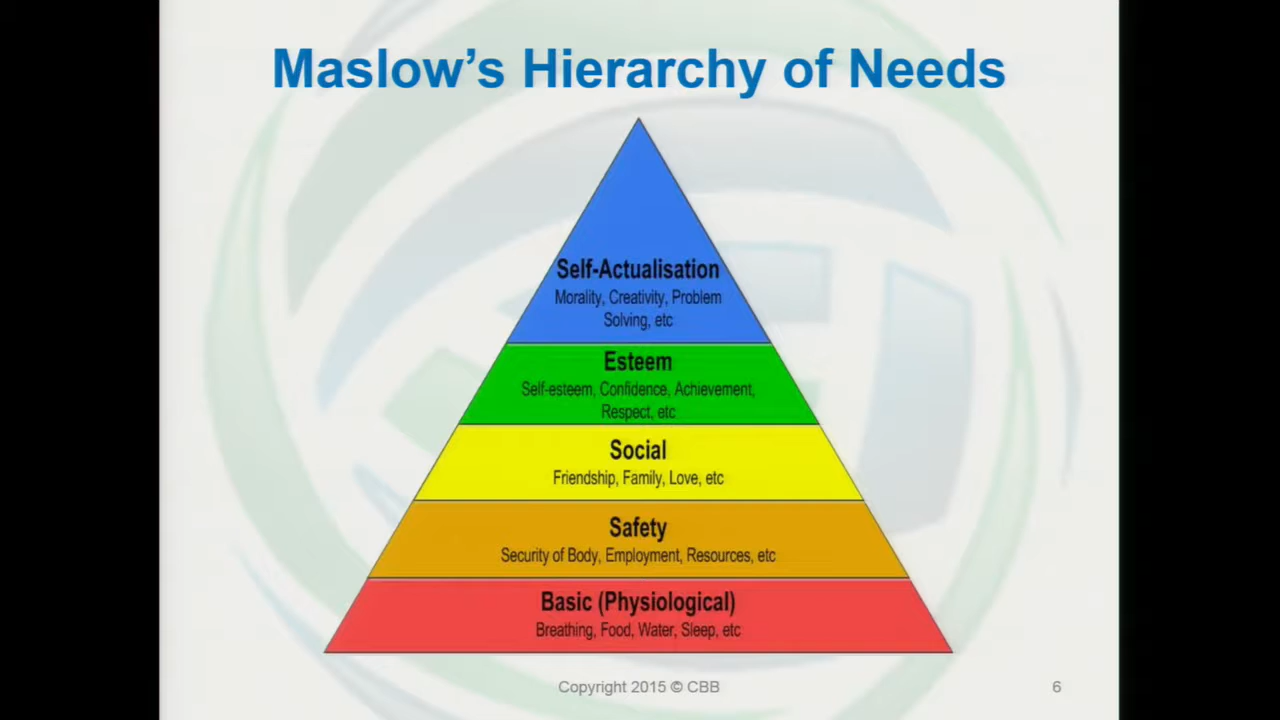 Maslow's Hierarchy of Needs
Self-Actualisation
Morality, Creativity, Problem
Solving, etc
Esteem
Self-esteem, Confidence, Achievement,
Respect, etc
Social
Friendship, Family, Love, etc
Safety
Security of Body, Employment, Resources, etc
Basic (Physiological)
Breathing, Food, Water, Sleep, etc
Copyright 2015 © CBB
6